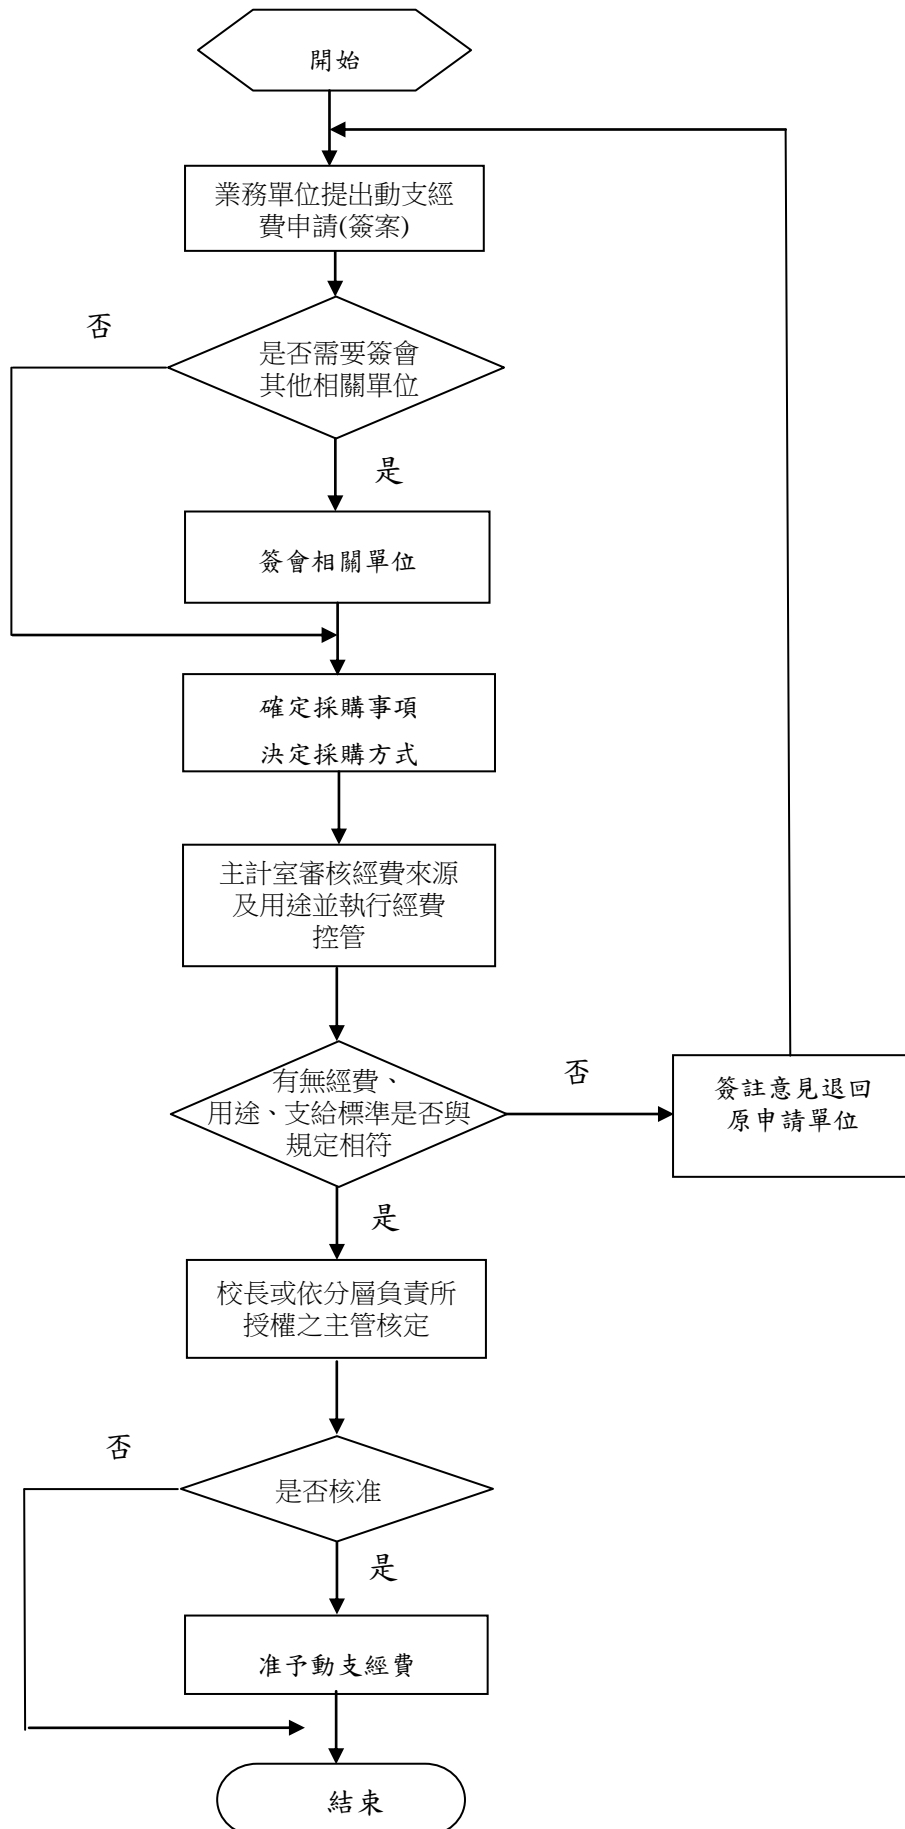 開始
業務單位提出動支經
費申請(簽案)
否
是否需要簽會
其他相關單位
是
簽會相關單位
確定採購事項
決定採購方式
主計室審核經費來源
及用途並執行經費
控管
有無經費、
用途、支給標準是否與
規定相符
否
簽註意見退回
原申請單位
是
校長或依分層負責所
授權之主管核定
否
是否核准
是
准予動支經費
結束